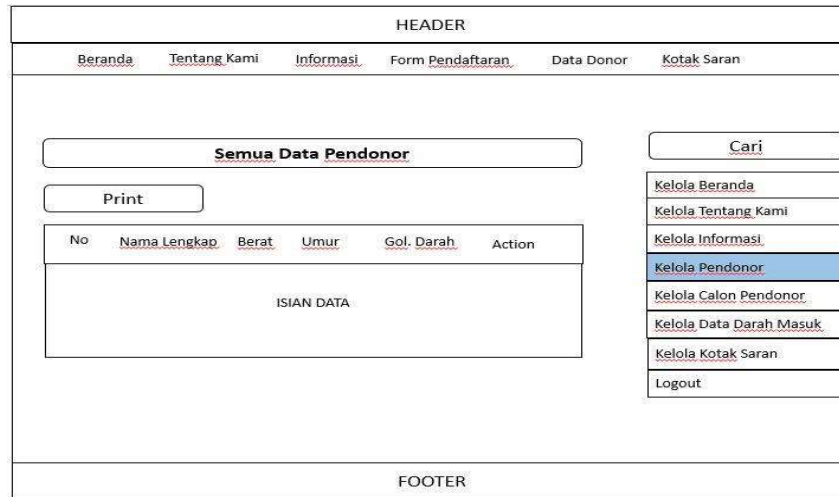 HEADER
Beranda Tentang Kami Informasi Form Pendaftaran Data Donor Kotak Saran
Semua Data Pendonor
Print
No Nama Lengkap Berat Umur Gol. Darah Action
ISIAN DATA
Cari
Kelola Beranda
Kelola Tentang Kami
Kelola Informasi
Kelola Pendonor
Kelola Calon Pendonor
Kelola Data Darah Masuk
Kelola Kotak Saran
Logout
FOOTER